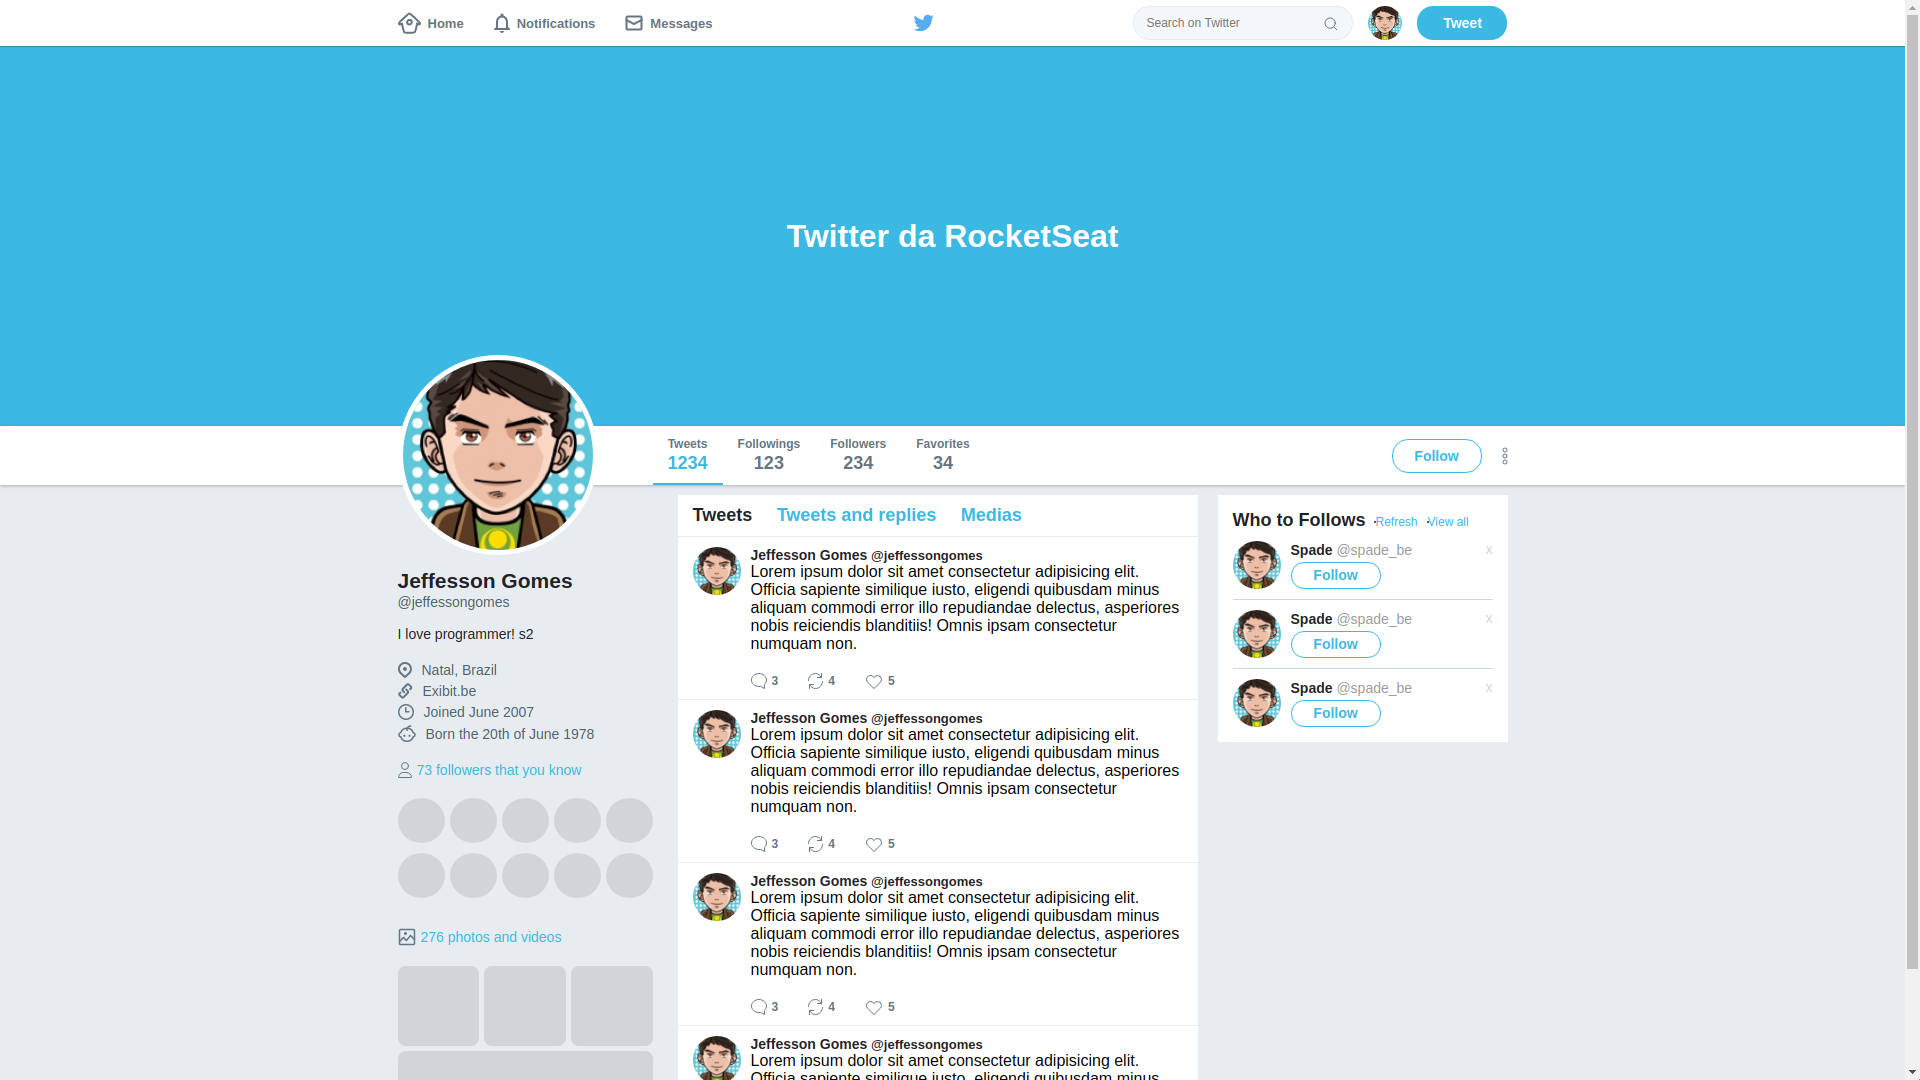 Home Notifications Messages
Search on Twitter
Tweet
Twitter da RocketSeat
Tweets Followings Followers Favorites
1234 123 234 34
Follow
Jeffesson Gomes
@jeffessongomes
I love programmer! s2
Natal, Brazil
Exibit.be
Joined June 2007
Born the 20th of June 1978
73 followers that you know
276 photos and videos
Tweets Tweets and replies Medias
Jeffesson Gomes @jeffessongomes
Lorem ipsum dolor sit amet consectetur adipisicing elit.
Officia sapiente similique iusto, eligendi quibusdam minus
aliquam commodi error illo repudiandae delectus, asperiores
nobis reiciendis blanditiis! Omnis ipsam consectetur
numquam non.
3 4 5
Jeffesson Gomes @jeffessongomes
Lorem ipsum dolor sit amet consectetur adipisicing elit.
Officia sapiente similique iusto, eligendi quibusdam minus
aliquam commodi error illo repudiandae delectus, asperiores
nobis reiciendis blanditiis! Omnis ipsam consectetur
numquam non.
3 4 5
Jeffesson Gomes @jeffessongomes
Lorem ipsum dolor sit amet consectetur adipisicing elit.
Officia sapiente similique iusto, eligendi quibusdam minus
aliquam commodi error illo repudiandae delectus, asperiores
nobis reiciendis blanditiis! Omnis ipsam consectetur
numquam non.
3 4 5
Jeffesson Gomes @jeffessongomes
Lorem ipsum dolor sit amet consectetur adipisicing elit.
Officia sapiente similique iusto, eligendi quibusdam minus
Who to Follows ·Refresh ·View all
Spade @spade_be x
Follow
Spade @spade_be x
Follow
Spade @spade_be x
Follow